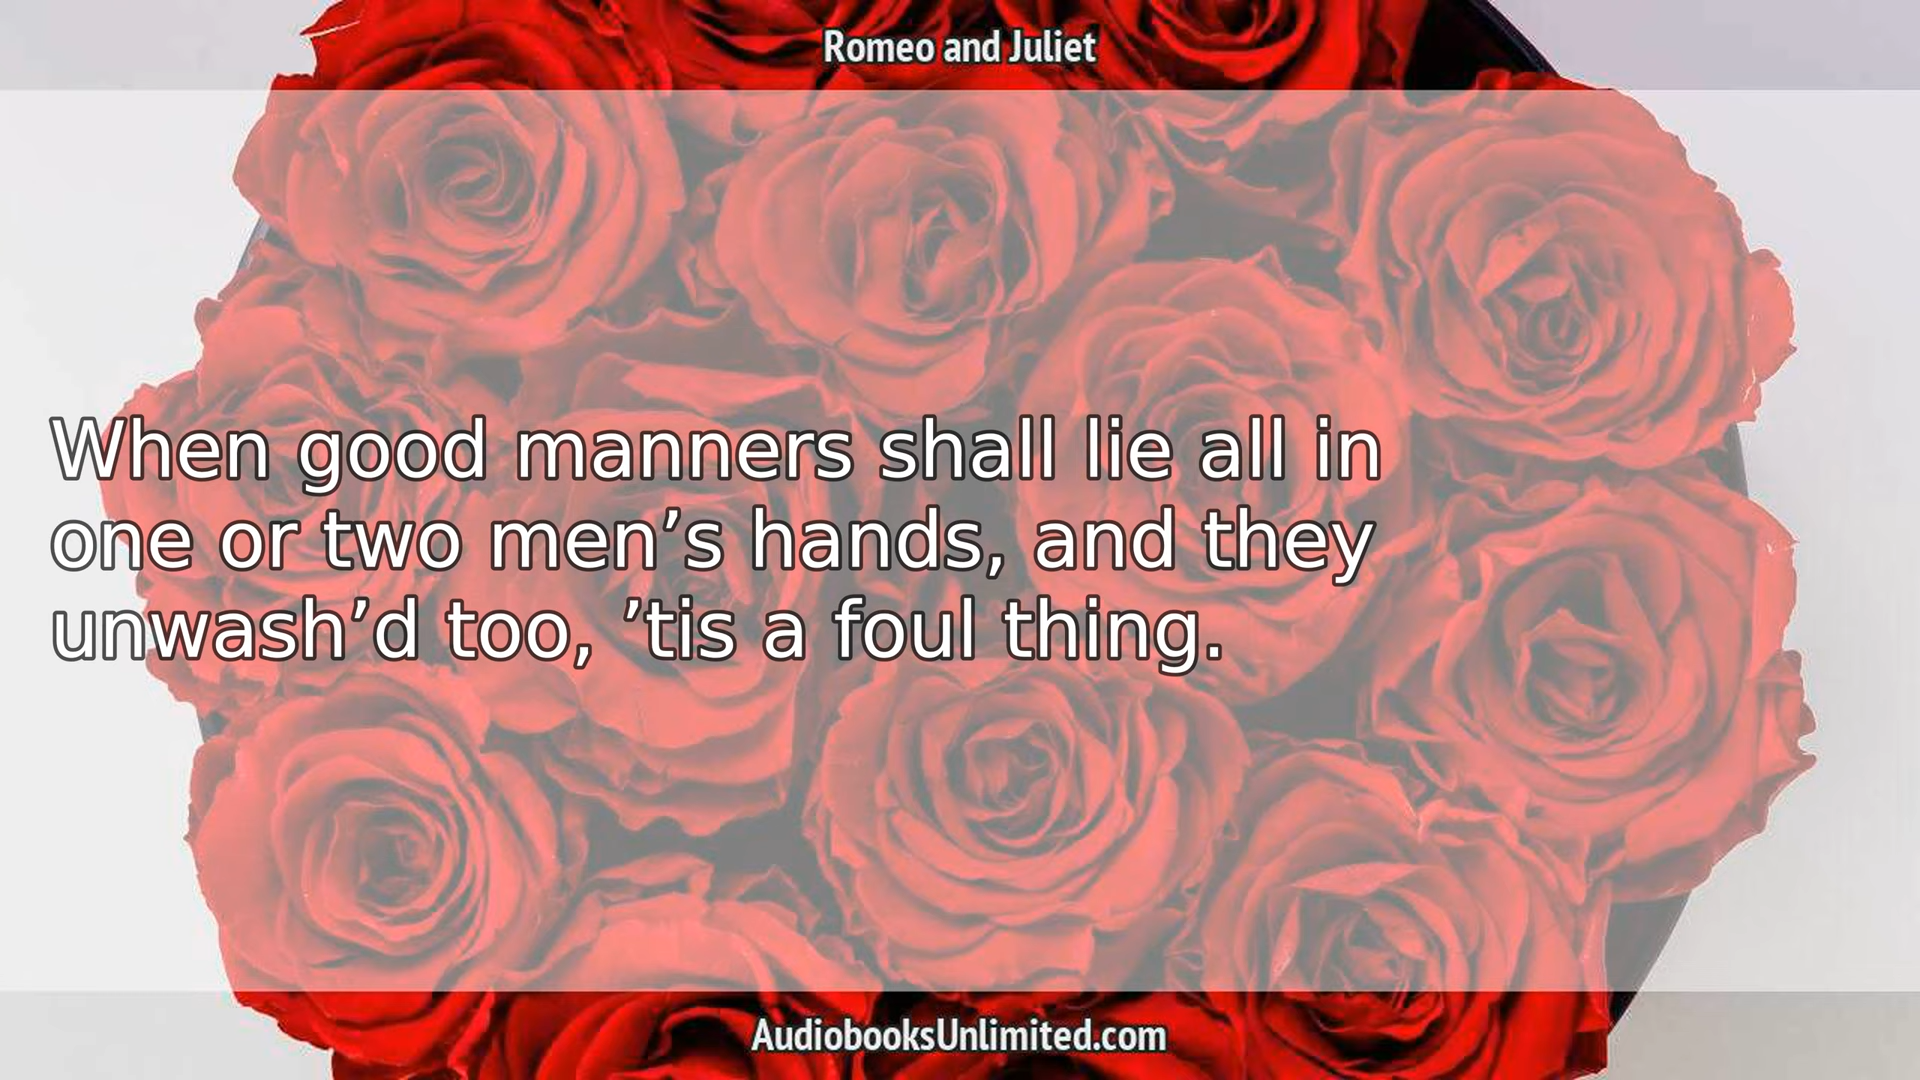 Romeo and Juliet
When good manners shall lie all in
one or two men’s hands, and they
unwash’d too, ’tis a foul thing.
AudiobooksUnlimited.com